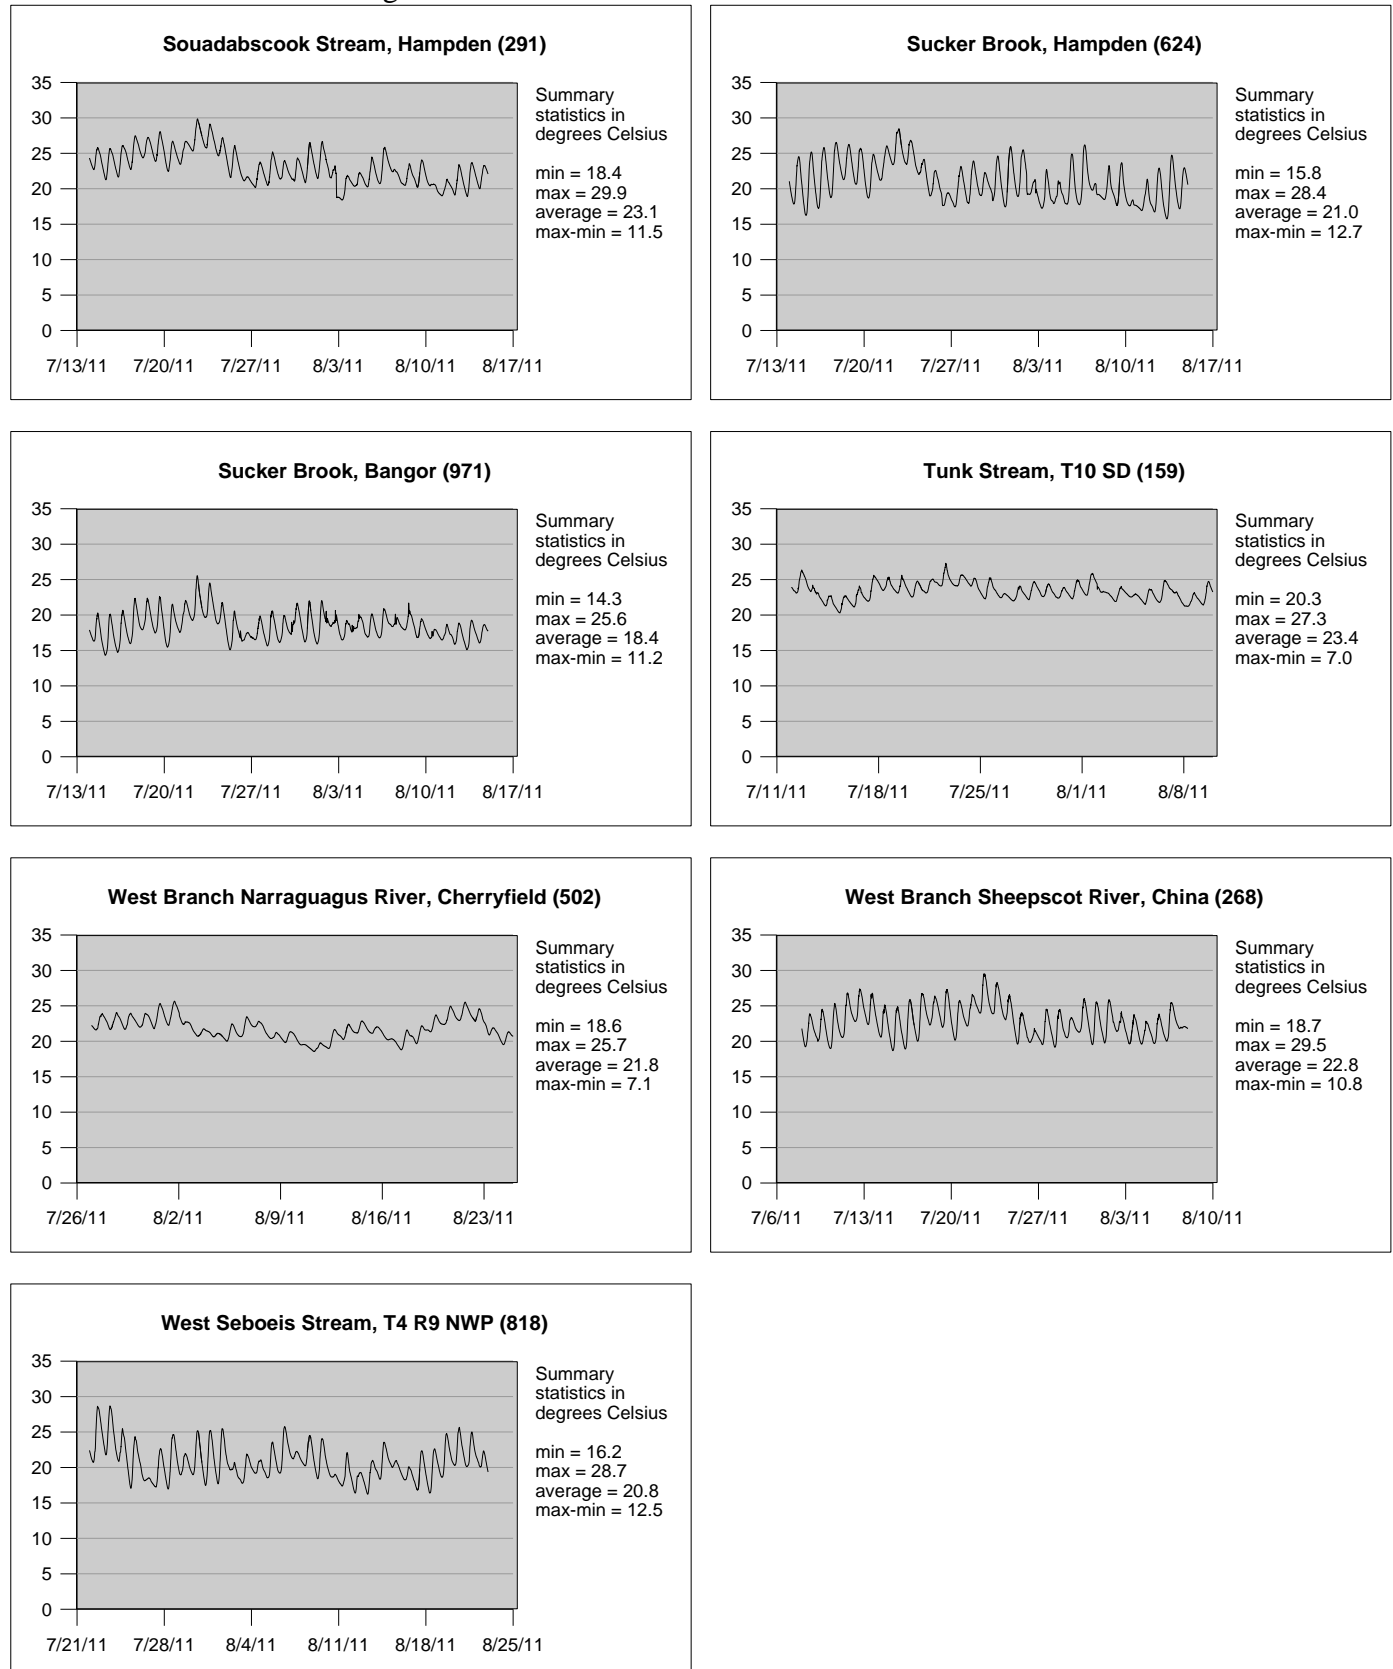 Souadabscook Stream, Hampden (291)
35
30
25
20
15
10
5
0
7/13/11 7/20/11 7/27/11 8/3/11 8/10/11 8/17/11
Summary
statistics in
degrees Celsius
min = 18.4
max = 29.9
average = 23.1
max-min = 11.5
Sucker Brook, Hampden (624)
35
30
25
20
15
10
5
0
7/13/11 7/20/11 7/27/11 8/3/11 8/10/11 8/17/11
Summary
statistics in
degrees Celsius
min = 15.8
max = 28.4
average = 21.0
max-min = 12.7
Sucker Brook, Bangor (971)
35
30
25
20
15
10
5
0
7/13/11 7/20/11 7/27/11 8/3/11 8/10/11 8/17/11
Summary
statistics in
degrees Celsius
min = 14.3
max = 25.6
average = 18.4
max-min = 11.2
Tunk Stream, T10 SD (159)
35
30
25
20
15
10
5
0
7/11/11 7/18/11 7/25/11 8/1/11 8/8/11
Summary
statistics in
degrees Celsius
min = 20.3
max = 27.3
average = 23.4
max-min = 7.0
West Branch Narraguagus River, Cherryfield (502)
35
30
25
20
15
10
5
0
7/26/11 8/2/11 8/9/11 8/16/11 8/23/11
Summary
statistics in
degrees Celsius
min = 18.6
max = 25.7
average = 21.8
max-min = 7.1
West Branch Sheepscot River, China (268)
35
30
25
20
15
10
5
0
7/6/11 7/13/11 7/20/11 7/27/11 8/3/11 8/10/11
Summary
statistics in
degrees Celsius
min = 18.7
max = 29.5
average = 22.8
max-min = 10.8
West Seboeis Stream, T4 R9 NWP (818)
35
30
25
20
15
10
5
0
7/21/11 7/28/11 8/4/11 8/11/11 8/18/11 8/25/11
Summary
statistics in
degrees Celsius
min = 16.2
max = 28.7
average = 20.8
max-min = 12.5